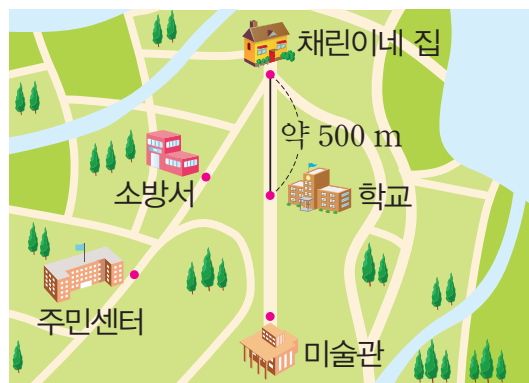 채린이네 집
약 500 m
소방서
학교
주민센터
미술관